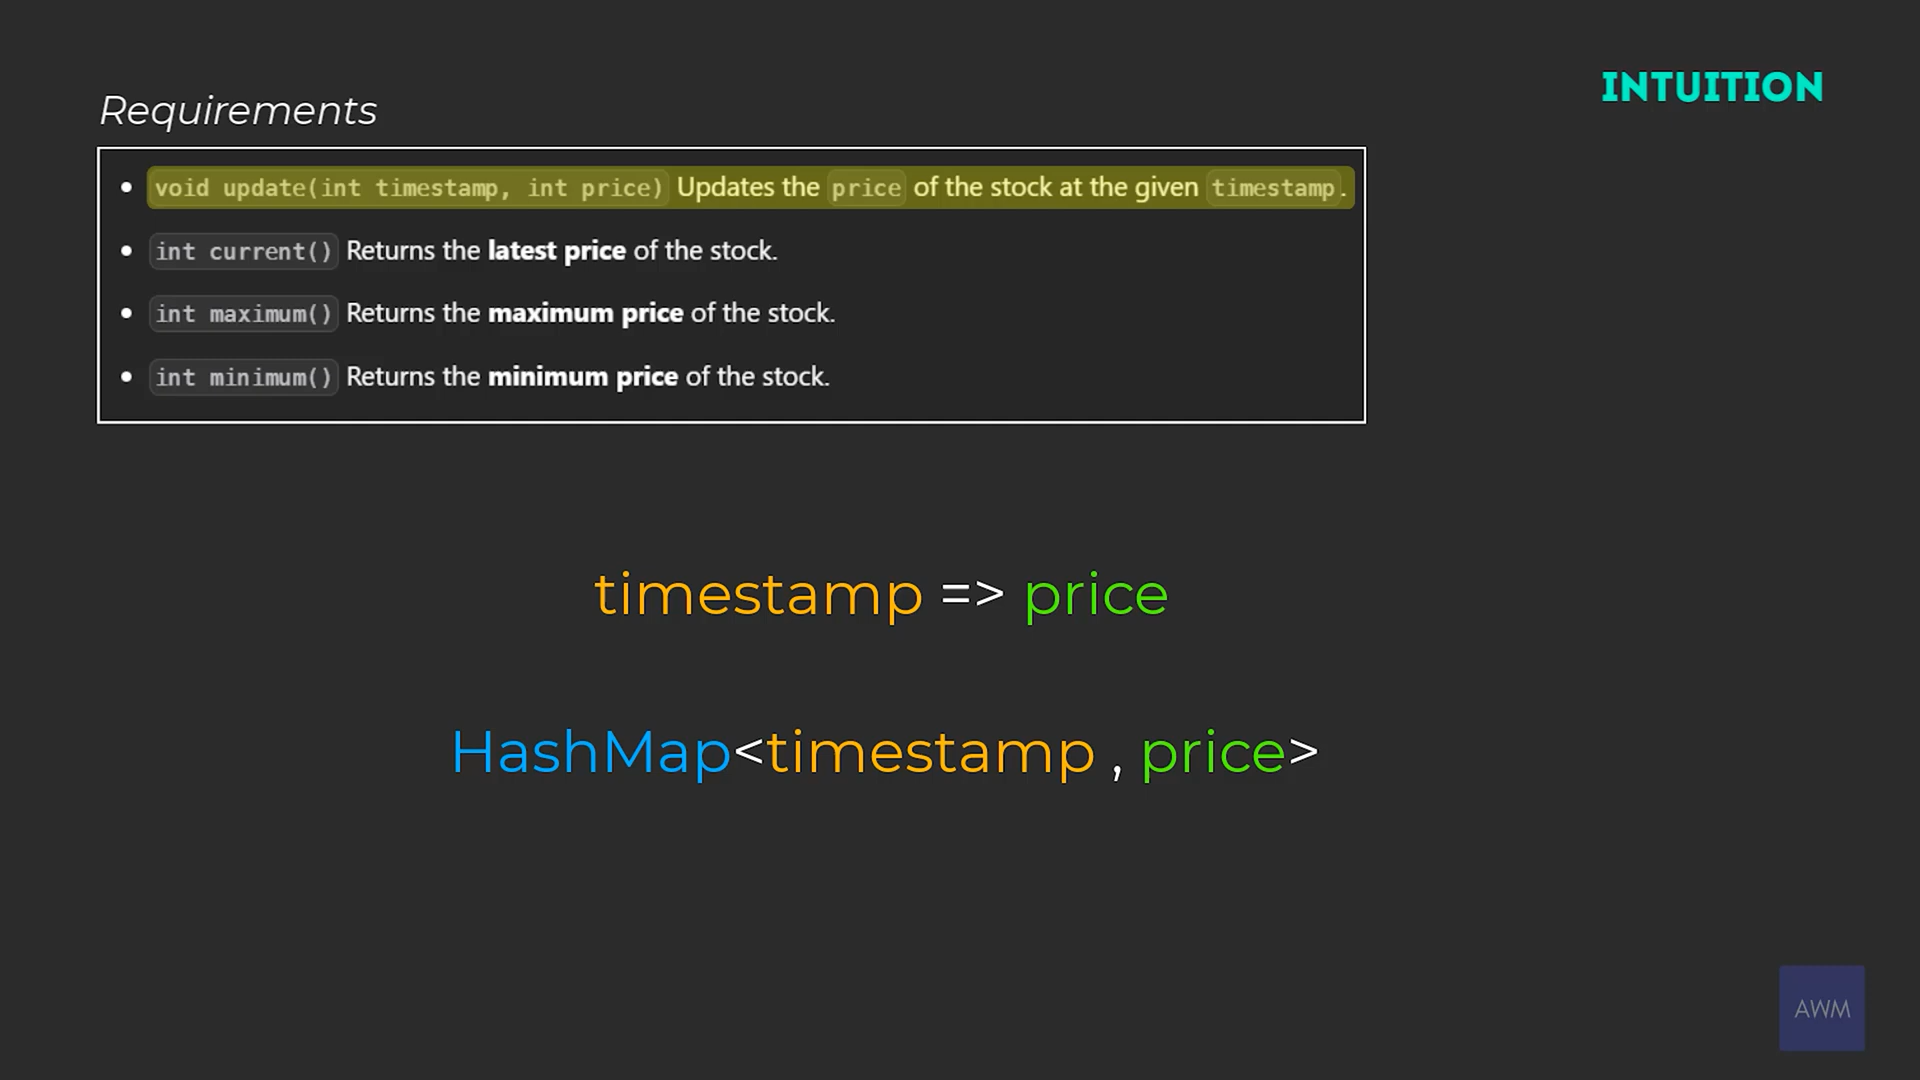 INTUITION
Requirements
• void update(int timestamp, int price) Updates the price of the stock at the given timestamp.
• int current() Returns the latest price of the stock.
• int maximum() Returns the maximum price of the stock.
• int minimum() Returns the minimum price of the stock.
timestamp => price
HashMap<timestamp , price>
AWM